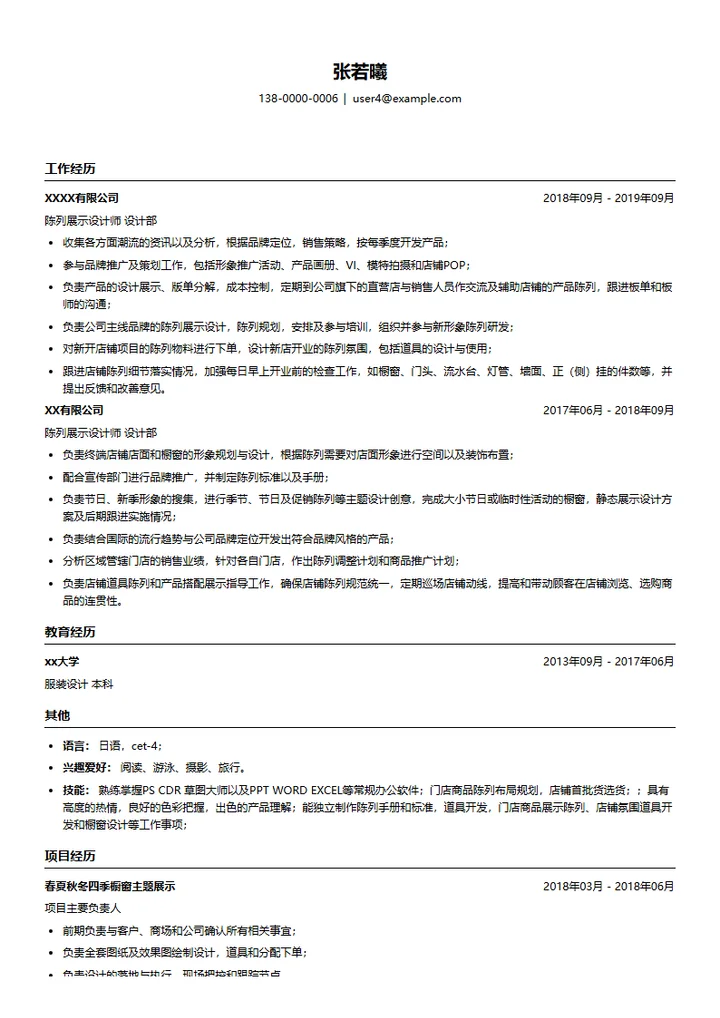 张若曦
138-0000-0006 | user4@example.com
工作经历
XXXX有限公司 2018年09月 - 2019年09月
陈列展示设计师 设计部
• 收集各方面潮流的资讯以及分析，根据品牌定位，销售策略，按每季度开发产品；
• 参与品牌推广及策划工作，包括形象推广活动、产品画册、VI、模特拍摄和店铺POP；
• 负责产品的设计展示、版单分解，成本控制，定期到公司旗下的直营店与销售人员作交流及辅助店铺的产品陈列，跟进板单和板
师的沟通；
• 负责公司主线品牌的陈列展示设计，陈列规划，安排及参与培训，组织并参与新形象陈列研发；
• 对新开店铺项目的陈列物料进行下单，设计新店开业的陈列氛围，包括道具的设计与使用；
• 跟进店铺陈列细节落实情况，加强每日早上开业前的检查工作，如橱窗、门头、流水台、灯管、墙面、正（侧）挂的件数等，并
提出反馈和改善意见。
XX有限公司 2017年06月 - 2018年09月
陈列展示设计师 设计部
• 负责终端店铺店面和橱窗的形象规划与设计，根据陈列需要对店面形象进行空间以及装饰布置；
• 配合宣传部门进行品牌推广，并制定陈列标准以及手册；
• 负责节日、新季形象的搜集，进行季节、节日及促销陈列等主题设计创意，完成大小节日或临时性活动的橱窗，静态展示设计方
案及后期跟进实施情况；
• 负责结合国际的流行趋势与公司品牌定位开发出符合品牌风格的产品；
• 分析区域管辖门店的销售业绩，针对各自门店，作出陈列调整计划和商品推广计划；
• 负责店铺道具陈列和产品搭配展示指导工作，确保店铺陈列规范统一，定期巡场店铺动线，提高和带动顾客在店铺浏览、选购商
品的连贯性。
教育经历
xx大学 2013年09月 - 2017年06月
服装设计 本科
其他
• 语言： 日语，cet-4；
• 兴趣爱好： 阅读、游泳、摄影、旅行。
• 技能： 熟练掌握PS CDR 草图大师以及PPT WORD EXCEL等常规办公软件；门店商品陈列布局规划，店铺首批货选货；；具有
高度的热情，良好的色彩把握，出色的产品理解；能独立制作陈列手册和标准，道具开发，门店商品展示陈列、店铺氛围道具开
发和橱窗设计等工作事项；
项目经历
春夏秋冬四季橱窗主题展示 2018年03月 - 2018年06月
项目主要负责人
• 前期负责与客户、商场和公司确认所有相关事宜；
• 负责全套图纸及效果图绘制设计，道具和分配下单；
• 负责设计的落地与执行，现场把控和跟踪节点